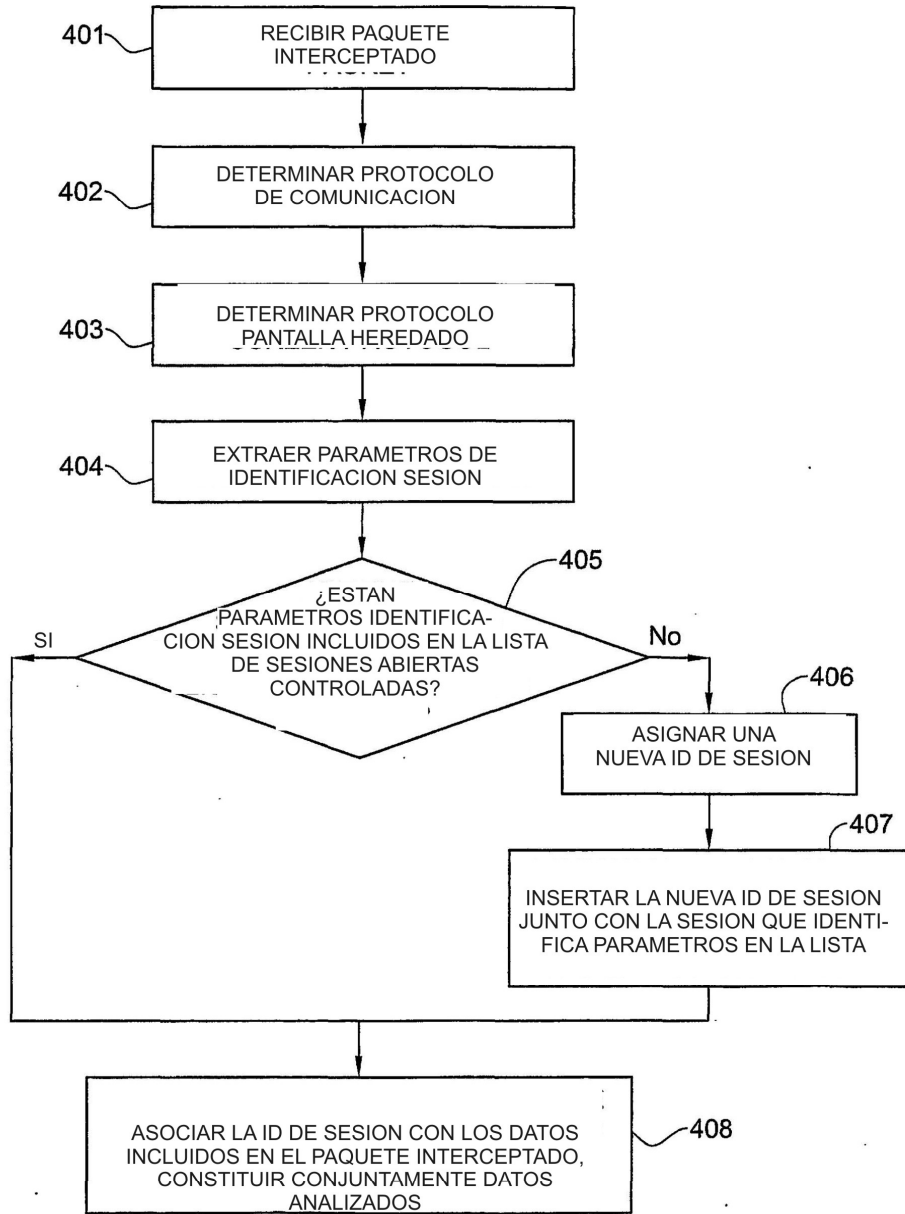 401
RECIBIR PAQUETE
INTERCEPTADO
402
DETERMINAR PROTOCOLO
DE COMUNICACION
403
DETERMINAR PROTOCOLO
PANTALLA HEREDADO
404
EXTRAER PARAMETROS DE
IDENTIFICACION SESIÓN
405
¿ESTAN
PARAMETROS IDENTIFICA-
CION SESIÓN INCLUIDOS EN LA LISTA
DE SESIONES ABIERTAS
CONTROLADAS?
SI
No
406
ASIGNAR UNA
NUEVA ID DE SESION
407
INSERTAR LA NUEVA ID DE SESION
JUNTO CON LA SESION QUE IDENTI-
FICA PARAMETROS EN LA LISTA
408
ASOCIAR LA ID DE SESION CON LOS DATOS
INCLUIDOS EN EL PAQUETE INTERCEPTADO,
CONSTITUIR CONJUNTAMENTE DATOS
ANALIZADOS